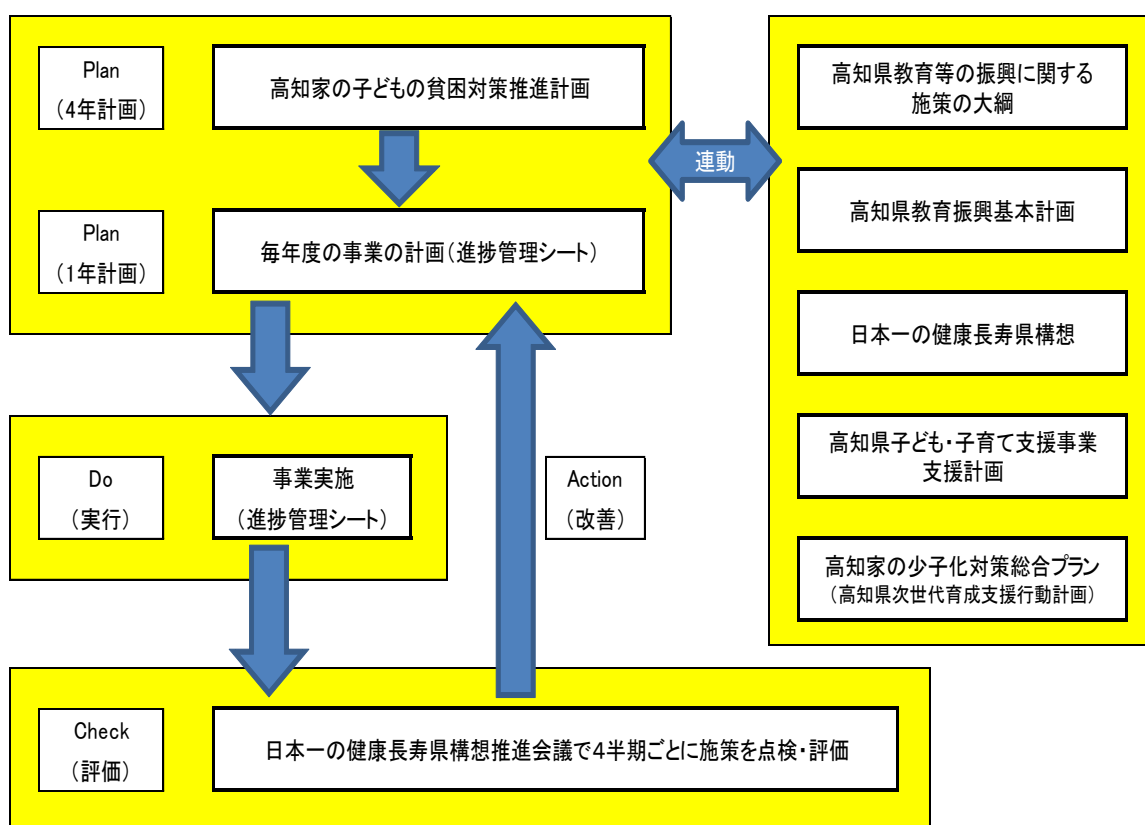 Plan
(4年計画)
高知家の子どもの貧困対策推進計画
Plan
(1年計画)
毎年度の事業の計画(進捗管理シート)
連動
高知県教育等の振興に関する
施策の大綱
高知県教育振興基本計画
日本一の健康長寿県構想
高知県子ども・子育て支援事業
支援計画
高知家の少子化対策総合プラン
(高知県次世代育成支援行動計画)
Do
(実行)
事業実施
(進捗管理シート)
Action
(改善)
Check
(評価)
日本一の健康長寿県構想推進会議で4半期ごとに施策を点検・評価